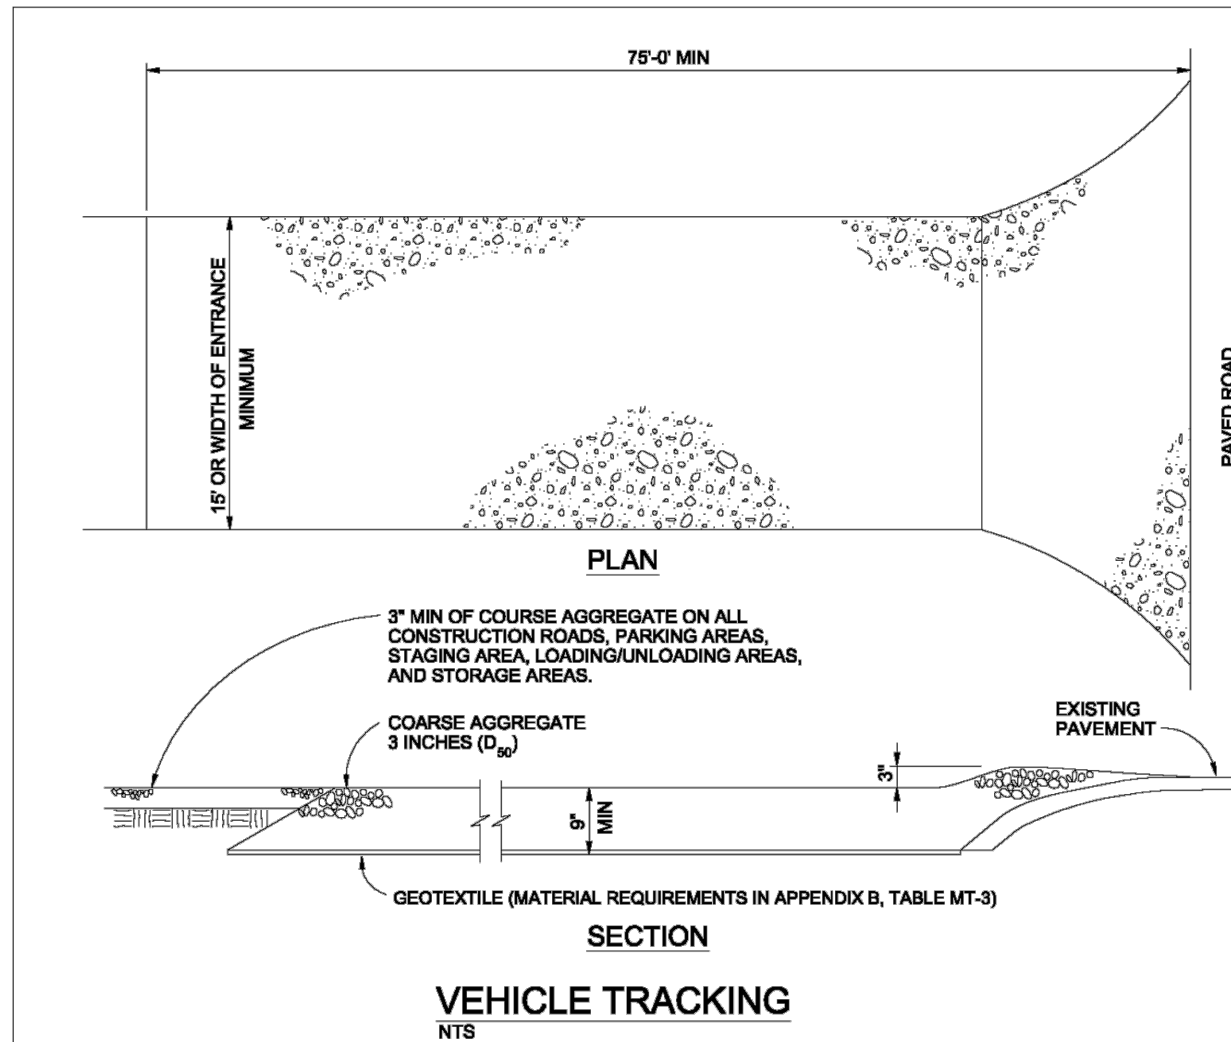 75'-0' MIN
15' OR WIDTH OF ENTRANCE
MINIMUM
PAVED ROAD
PLAN
3" MIN OF COURSE AGGREGATE ON ALL
CONSTRUCTION ROADS, PARKING AREAS,
STAGING AREA, LOADING/UNLOADING AREAS,
AND STORAGE AREAS.
COARSE AGGREGATE
3 INCHES (D50)
EXISTING
PAVEMENT
3"
9"
MIN
GEOTEXTILE (MATERIAL REQUIREMENTS IN APPENDIX B, TABLE MT-3)
SECTION
VEHICLE TRACKING
NTS